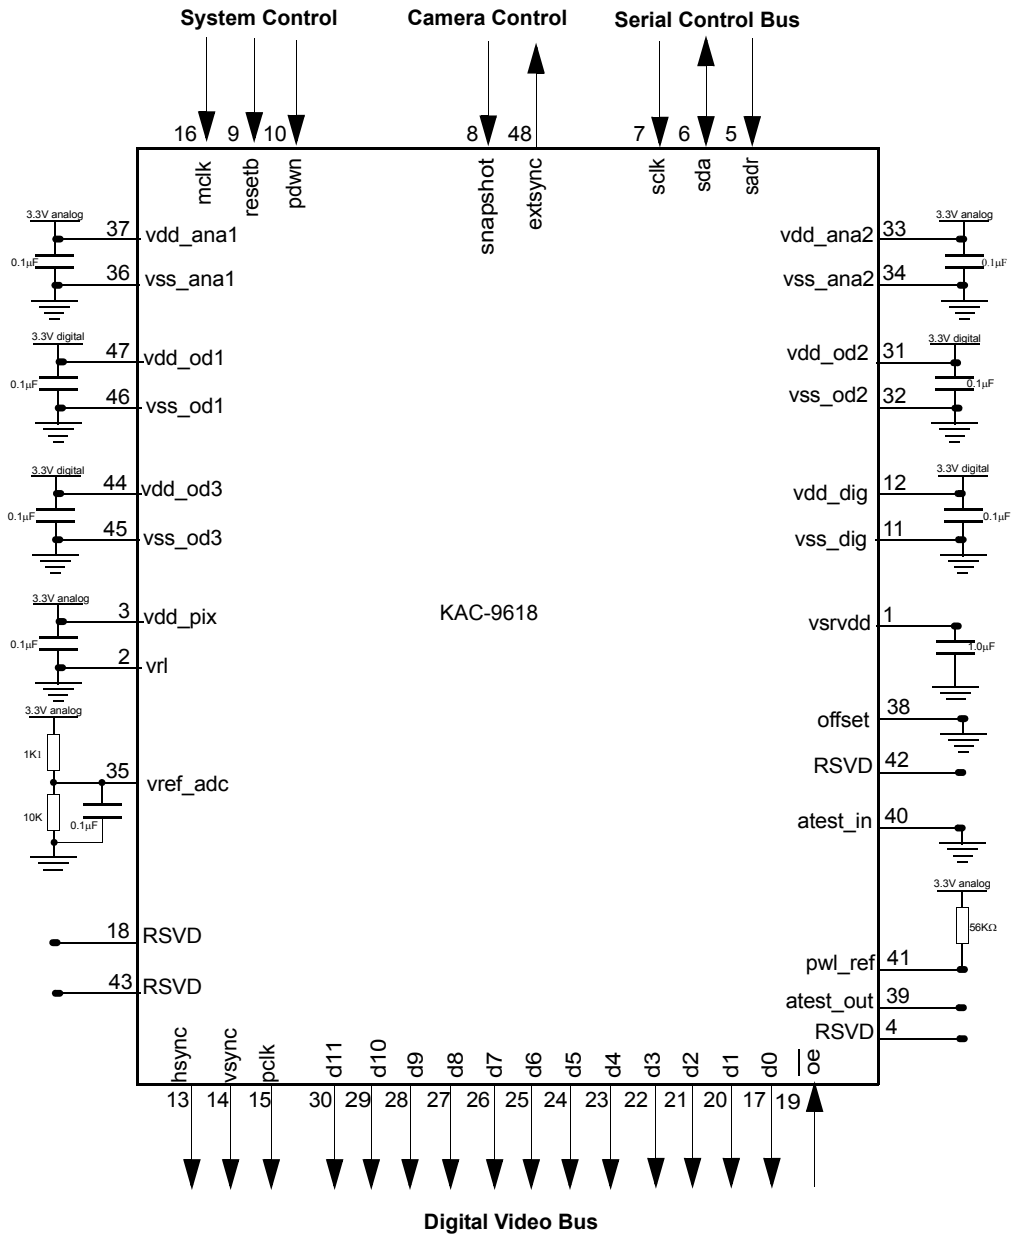 System Control Camera Control Serial Control Bus
16 9 10 8 48 7 6 5
mclk resetb pdwn snapshot extsync sclk sda sadr
3.3V analog
37 vdd_ana1
0.1µF
36 vss_ana1
3.3V digital
47 vdd_od1
0.1µF
46 vss_od1
3.3V digital
44 vdd_od3
0.1µF
45 vss_od3
3.3V analog
3 vdd_pix
0.1µF
2 vrl
3.3V analog
1K
35 vref_adc
10K
0.1µF
18 RSVD
43 RSVD
KAC-9618
3.3V analog
vdd_ana2 33
0.1µF
vss_ana2 34
3.3V digital
vdd_od2 31
0.1µF
vss_od2 32
3.3V digital
vdd_dig 12
0.1µF
vss_dig 11
vsrvdd 1
1.0µF
offset 38
RSVD 42
atest_in 40
3.3V analog
56KΩ
pwl_ref 41
atest_out 39
RSVD 4
hsync vsync pclk d11 d10 d9 d8 d7 d6 d5 d4 d3 d2 d1 d0 oe
13 14 15 30 29 28 27 26 25 24 23 22 21 20 17 19
Digital Video Bus